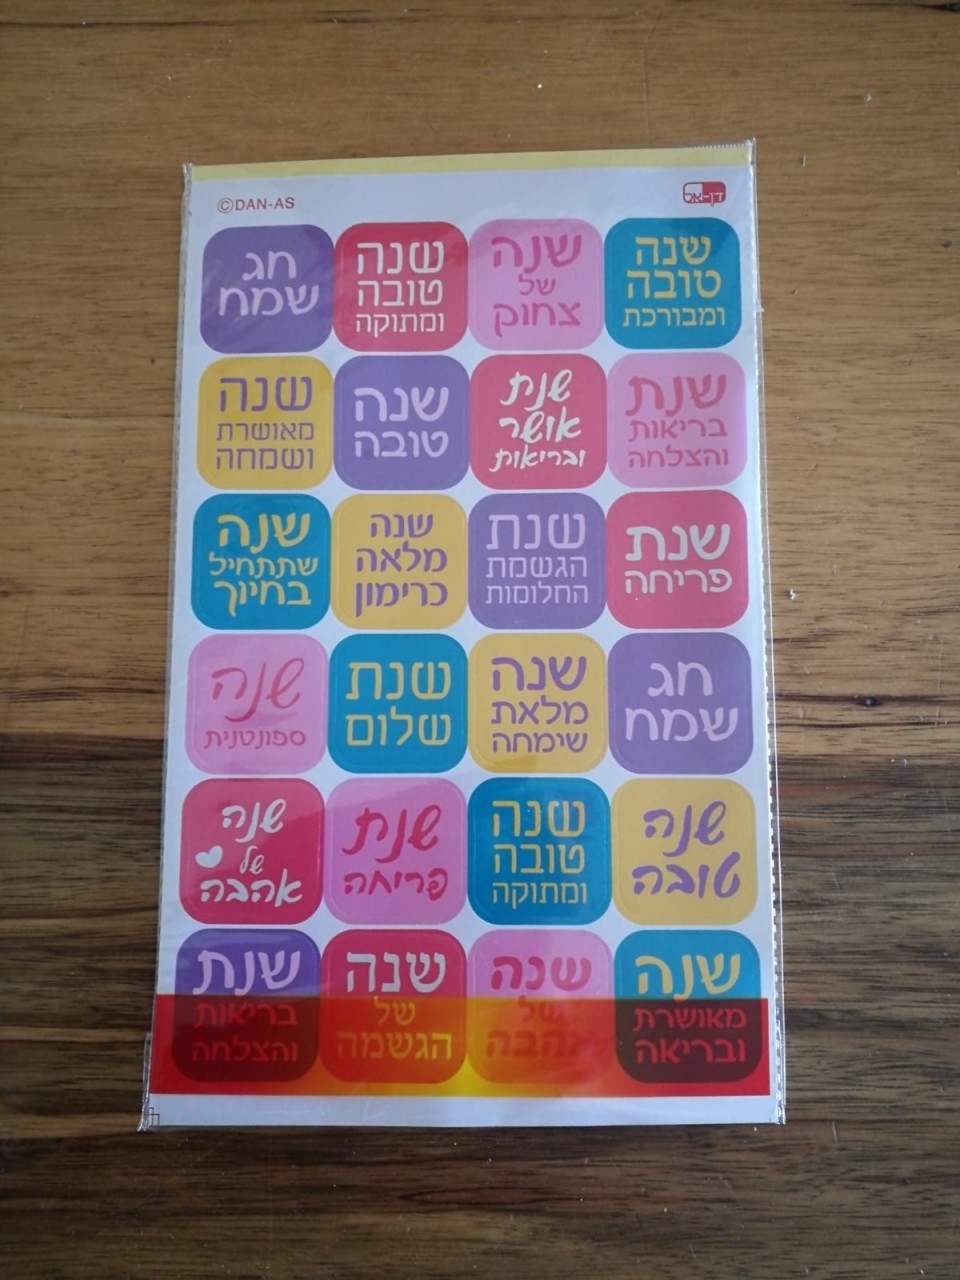 ©DAN-AS
דן-אל
שנה
טובה
ומבורכת
שנה
של
צחוק
שנה
טובה
ומתוקה
חג
שמח
שנת
בריאות
והצלחה
שנת
אושר
ובריאות
שנה
טובה
שנה
מאושרת
ושמחה
שנת
פריחה
שנת
הגשמת
החלומות
שנה
מלאה
כרימון
שנה
שתתחיל
בחיוך
חג
שמח
שנה
מלאת
שימחה
שנת
שלום
שנה
ספונטנית
שנה
טובה
שנה
טובה
ומתוקה
שנת
פריחה
שנה
של
אהבה
שנה
מאושרת
ובריאה
שנה
של
אהבה
שנה
של
הגשמה
שנת
בריאות
והצלחה